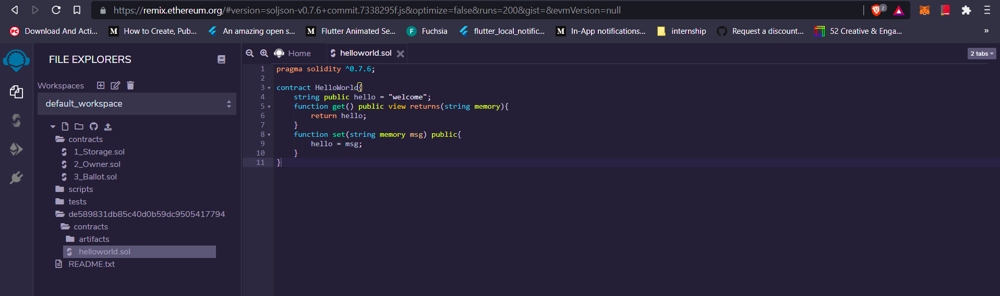 https://remix.ethereum.org/#version=soljson-v0.7.6+commit.7338295f.js&optimize=false&runs=200&gist=&evmVersion=null
2
PC Download And Acti...
M How to Create, Pub...
An amazing open s...
M Flutter Animated Se...
F Fuchsia
flutter_local_notific...
M In-App notifications...
internship
Request a discount...
52 Creative & Enga...
»
FILE EXPLORERS
Workspaces
default_workspace
contracts
1_Storage.sol
2_Owner.sol
3_Ballot.sol
scripts
tests
de589831db85c40d0b59dc9505417794
contracts
artifacts
helloworld.sol
README.txt
Home
helloworld.sol
2 tabs
1 pragma solidity ^0.7.6;
2
3 contract HelloWorld{
4 string public hello = "welcome";
5 function get() public view returns(string memory){
6 return hello;
7 }
8 function set(string memory msg) public{
9 hello = msg;
10 }
11 }